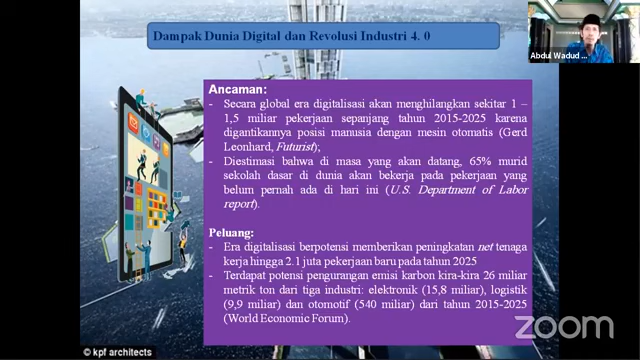 Dampak Dunia Digital dan Revolusi Industri 4. 0
Abdul Wadud ...
Ancaman:
- Secara global era digitalisasi akan menghilangkan sekitar 1 –
1,5 miliar pekerjaan sepanjang tahun 2015-2025 karena
digantikannya posisi manusia dengan mesin otomatis (Gerd
Leonhard, Futurist);
- Diestimasi bahwa di masa yang akan datang, 65% murid
sekolah dasar di dunia akan bekerja pada pekerjaan yang
belum pernah ada di hari ini (U.S. Department of Labor
report).
Peluang:
- Era digitalisasi berpotensi memberikan peningkatan net tenaga
kerja hingga 2.1 juta pekerjaan baru pada tahun 2025
- Terdapat potensi pengurangan emisi karbon kira-kira 26 miliar
metrik ton dari tiga industri: elektronik (15,8 miliar), logistik
(9,9 miliar) dan otomotif (540 miliar) dari tahun 2015-2025
(World Economic Forum).
© kpf architects
zoom